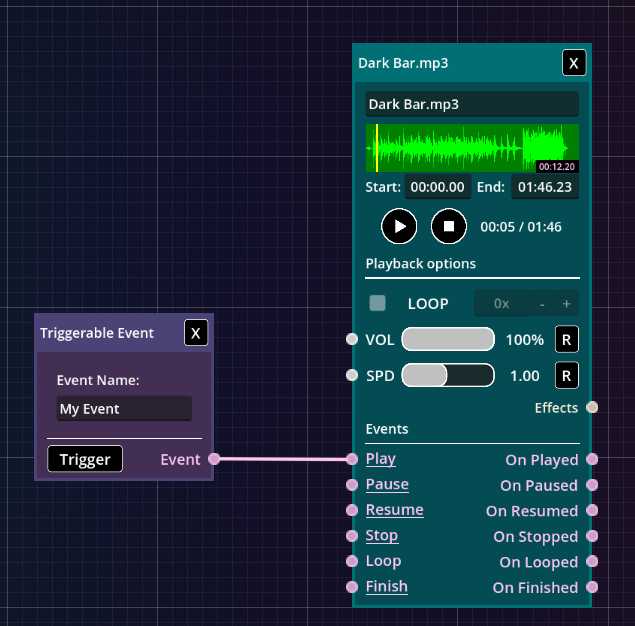 Dark Bar.mp3 X
Dark Bar.mp3
00:12.20
Start: 00:00.00 End: 01:46.23
00:05 / 01:46
Playback options
LOOP 0x - +
VOL 100% R
SPD 1.00 R
Effects
Events
Play On Played
Pause On Paused
Resume On Resumed
Stop On Stopped
Loop On Looped
Finish On Finished
Triggerable Event X
Event Name:
My Event
Trigger Event